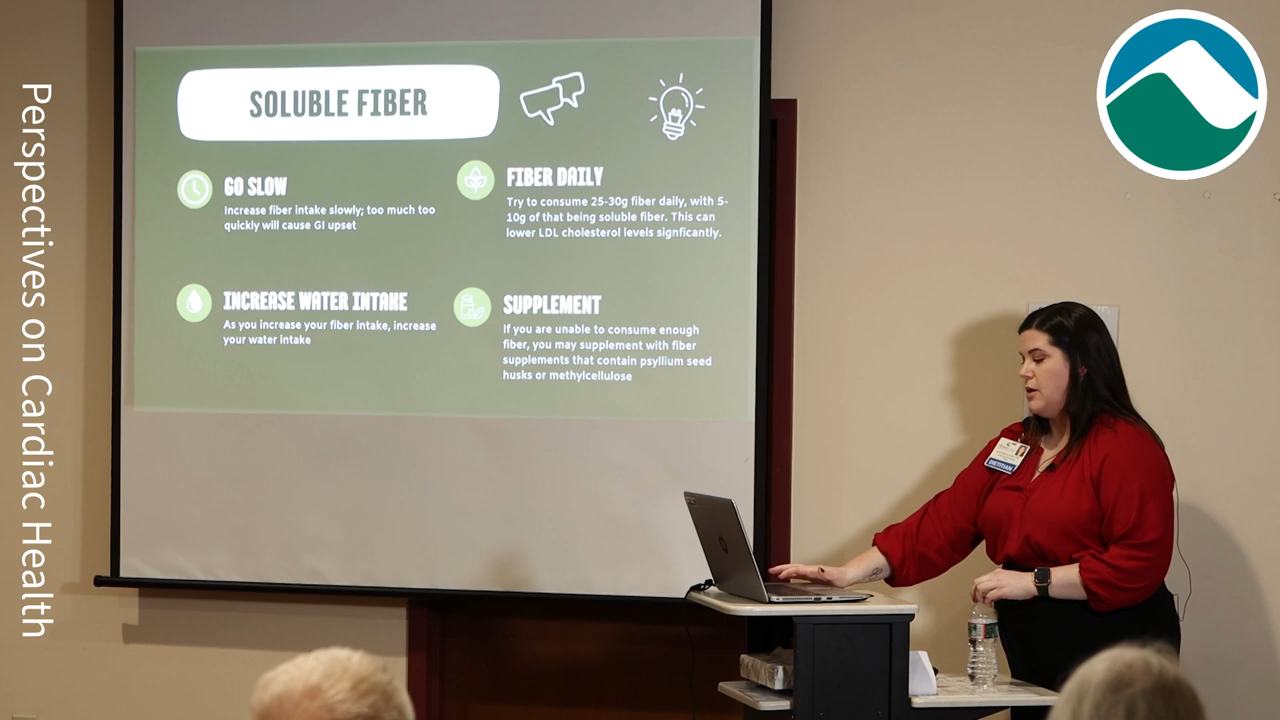 Perspectives on Cardiac Health
SOLUBLE FIBER
GO SLOW
Increase fiber intake slowly; too much too
quickly will cause GI upset
FIBER DAILY
Try to consume 25-30g fiber daily, with 5-
10g of that being soluble fiber. This can
lower LDL cholesterol levels signficantly.
INCREASE WATER INTAKE
As you increase your fiber intake, increase
your water intake
SUPPLEMENT
If you are unable to consume enough
fiber, you may supplement with fiber
supplements that contain psyllium seed
husks or methylcellulose
DIETITIAN